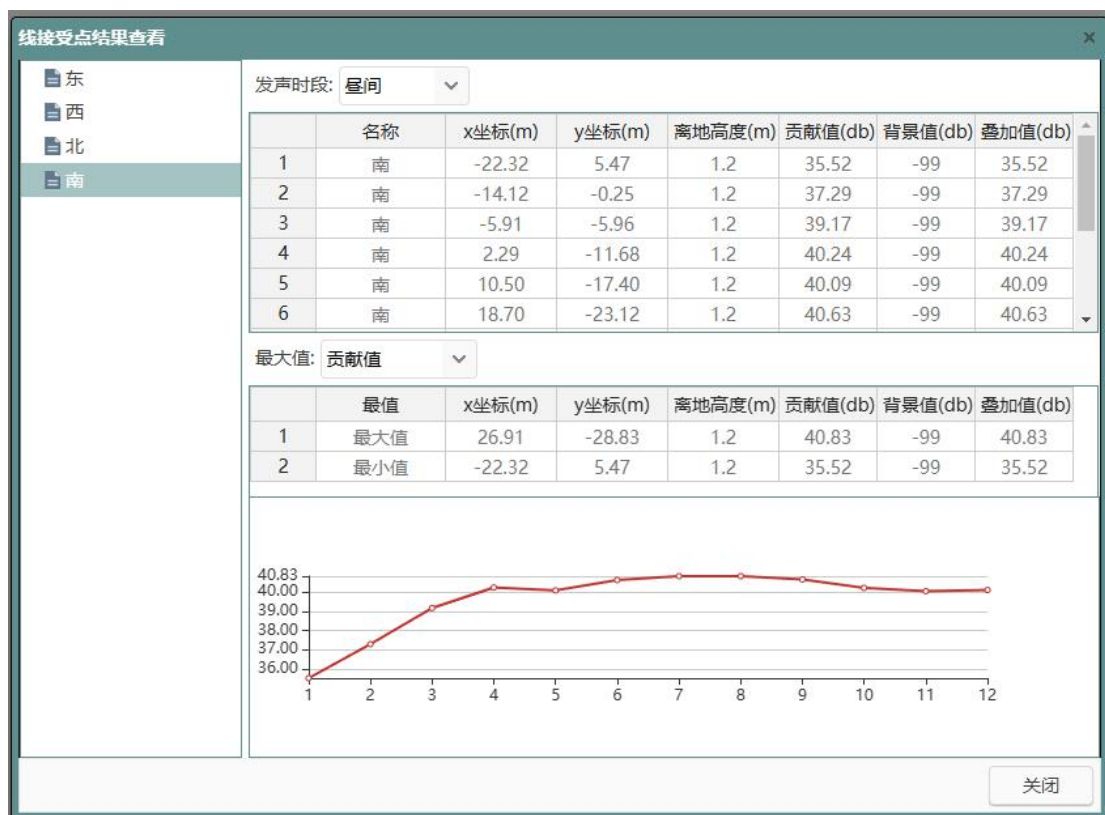 线接受点结果查看 ×
东
西
北
南
发声时段: 昼间
名称 x坐标(m) y坐标(m) 离地高度(m) 贡献值(db) 背景值(db) 叠加值(db)
1 南 -22.32 5.47 1.2 35.52 -99 35.52
2 南 -14.12 -0.25 1.2 37.29 -99 37.29
3 南 -5.91 -5.96 1.2 39.17 -99 39.17
4 南 2.29 -11.68 1.2 40.24 -99 40.24
5 南 10.50 -17.40 1.2 40.09 -99 40.09
6 南 18.70 -23.12 1.2 40.63 -99 40.63
最大值: 贡献值
最值 x坐标(m) y坐标(m) 离地高度(m) 贡献值(db) 背景值(db) 叠加值(db)
1 最大值 26.91 -28.83 1.2 40.83 -99 40.83
2 最小值 -22.32 5.47 1.2 35.52 -99 35.52
40.83
40.00
39.00
38.00
37.00
36.00
1 2 3 4 5 6 7 8 9 10 11 12
关闭